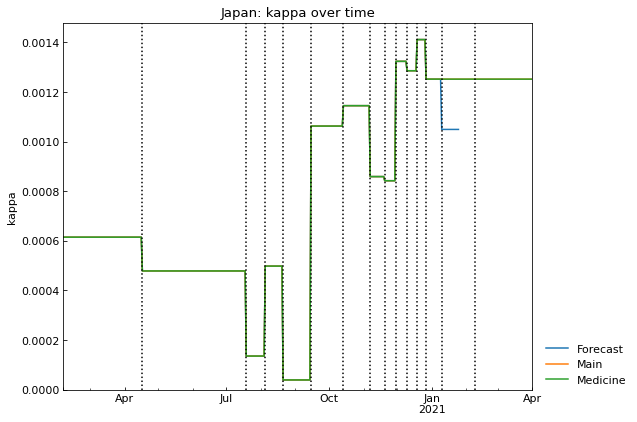 Japan: kappa over time
0.0014
0.0012
0.0010
0.0008
0.0006
0.0004
0.0002
0.0000
kappa
Apr
Jul
Oct
Jan
2021
Apr
Forecast
Main
Medicine